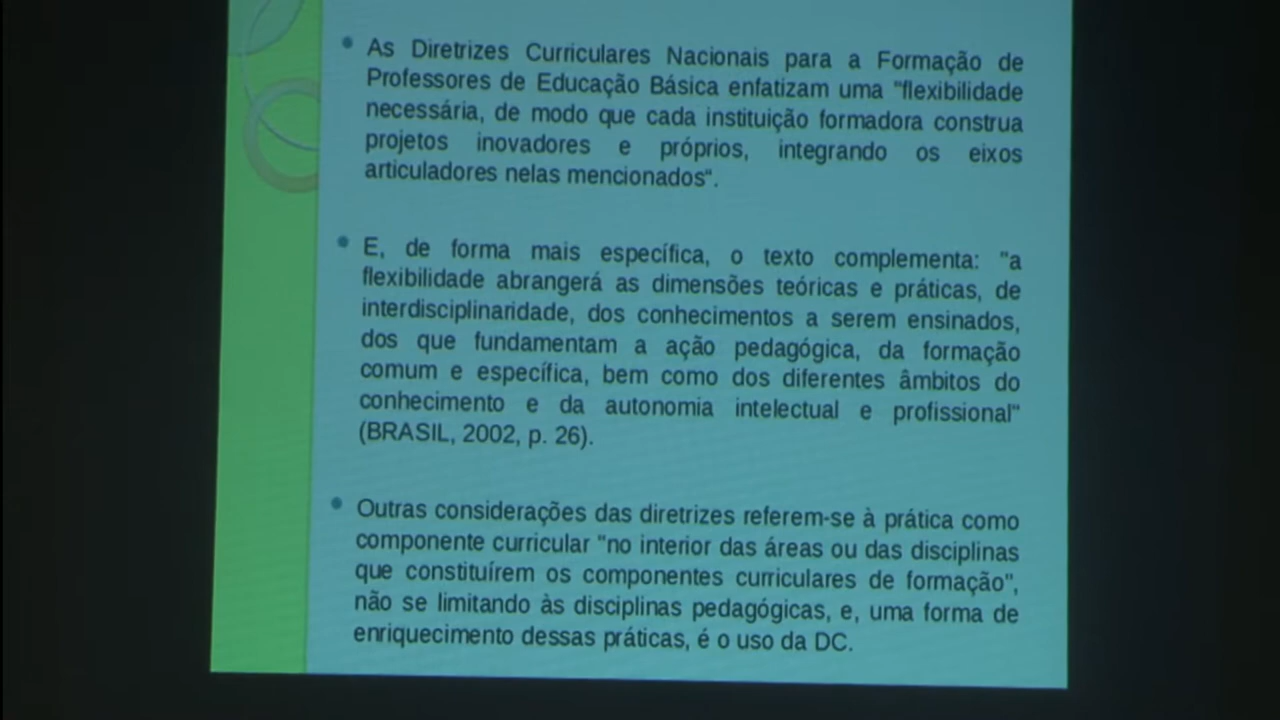 • As Diretrizes Curriculares Nacionais para a Formação de
Professores de Educação Básica enfatizam uma "flexibilidade
necessária, de modo que cada instituição formadora construa
projetos inovadores e próprios, integrando os eixos
articuladores nelas mencionados".
• E, de forma mais específica, o texto complementa: "a
flexibilidade abrangerá as dimensões teóricas e práticas, de
interdisciplinaridade, dos conhecimentos a serem ensinados,
dos que fundamentam a ação pedagógica, da formação
comum e específica, bem como dos diferentes âmbitos do
conhecimento e da autonomia intelectual e profissional"
(BRASIL, 2002, p. 26).
• Outras considerações das diretrizes referem-se à prática como
componente curricular "no interior das áreas ou das disciplinas
que constituírem os componentes curriculares de formação",
não se limitando às disciplinas pedagógicas, e, uma forma de
enriquecimento dessas práticas, é o uso da DC.